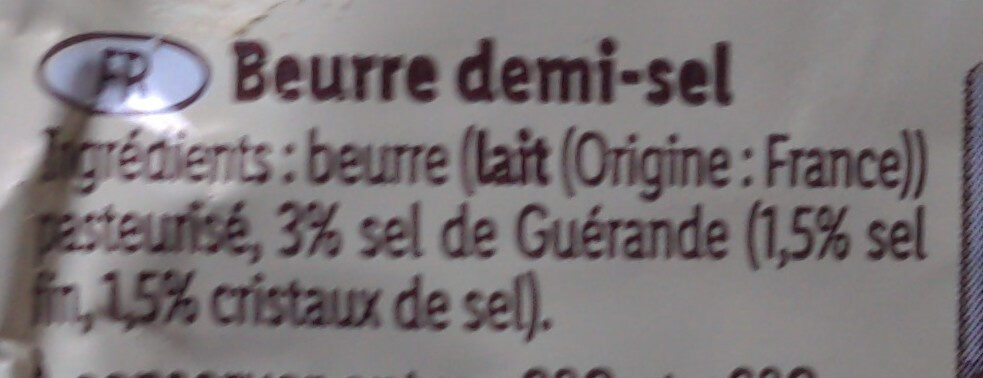 FR Beurre demi-sel
Ingrédients : beurre (lait (Origine : France))
pasteurisé, 3% sel de Guérande (1,5% sel
fin, 1,5% cristaux de sel).